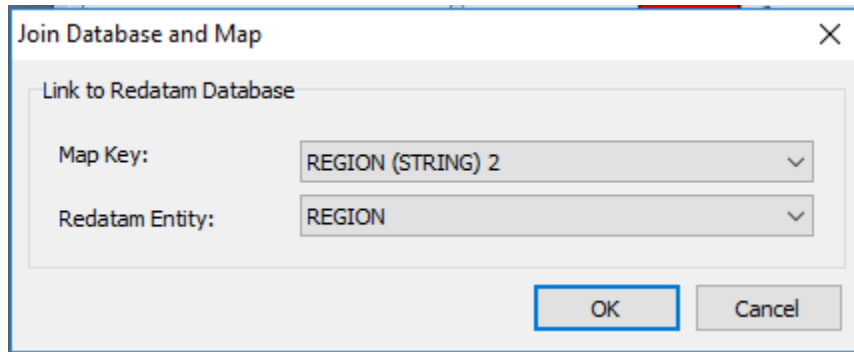 Join Database and Map
Link to Redatam Database
Map Key: REGION (STRING) 2
Redatam Entity: REGION
OK Cancel